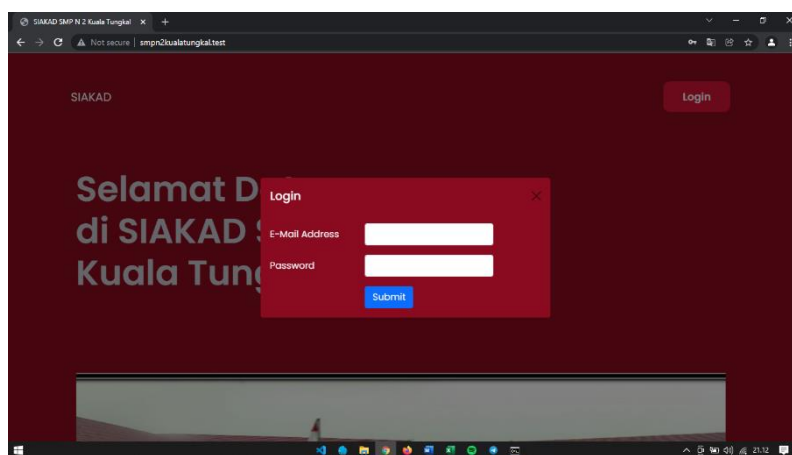 SIAKAD SMP N 2 Kuala Tungkal
Not secure | smpn2kualatungkal.test
SIAKAD
Login
Selamat D
di SIAKAD
Kuala Tung
Login
E-Mail Address
Password
Submit
21.12